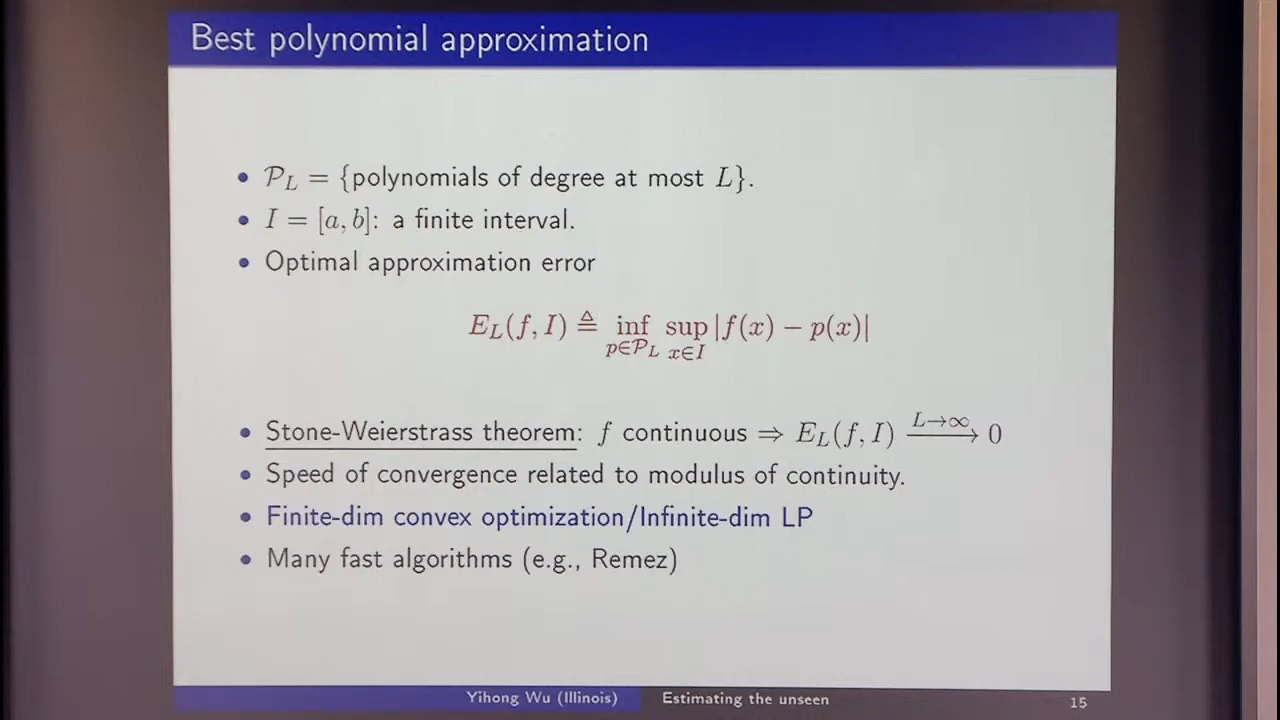 Best polynomial approximation
• 𝒫_L = {polynomials of degree at most L}.
• I = [a, b]: a finite interval.
• Optimal approximation error
E_L(f, I) ≜ inf_{p∈𝒫_L} sup_{x∈I} |f(x) − p(x)|
• Stone-Weierstrass theorem: f continuous ⇒ E_L(f, I) \xrightarrow{L→∞} 0
• Speed of convergence related to modulus of continuity.
• Finite-dim convex optimization/Infinite-dim LP
• Many fast algorithms (e.g., Remez)
Yihong Wu (Illinois) Estimating the unseen 15